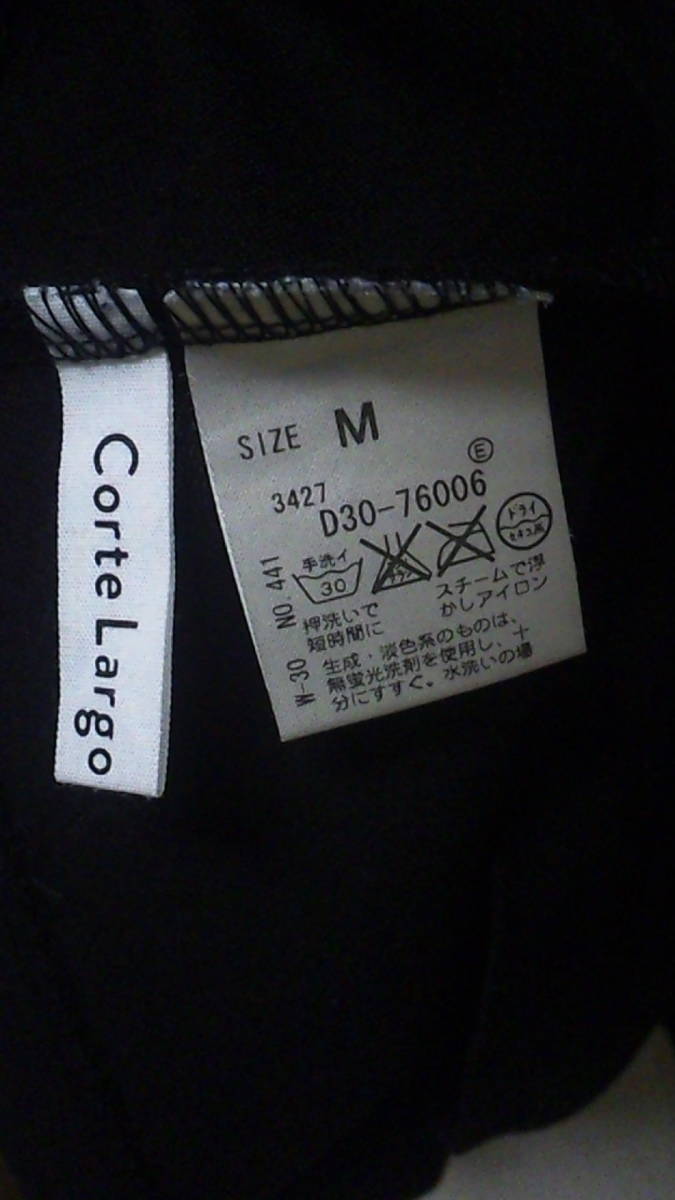 Corte Largo
SIZE M
E
3427
D30-76006
手洗イ
30
ドライ
セキユ系
押洗いで
短時間に
スチームで浮
かしアイロン
生成・淡色系のものは、
無蛍光洗剤を使用し、十
分にすすぐ。水洗いの場
W-30 NO.441